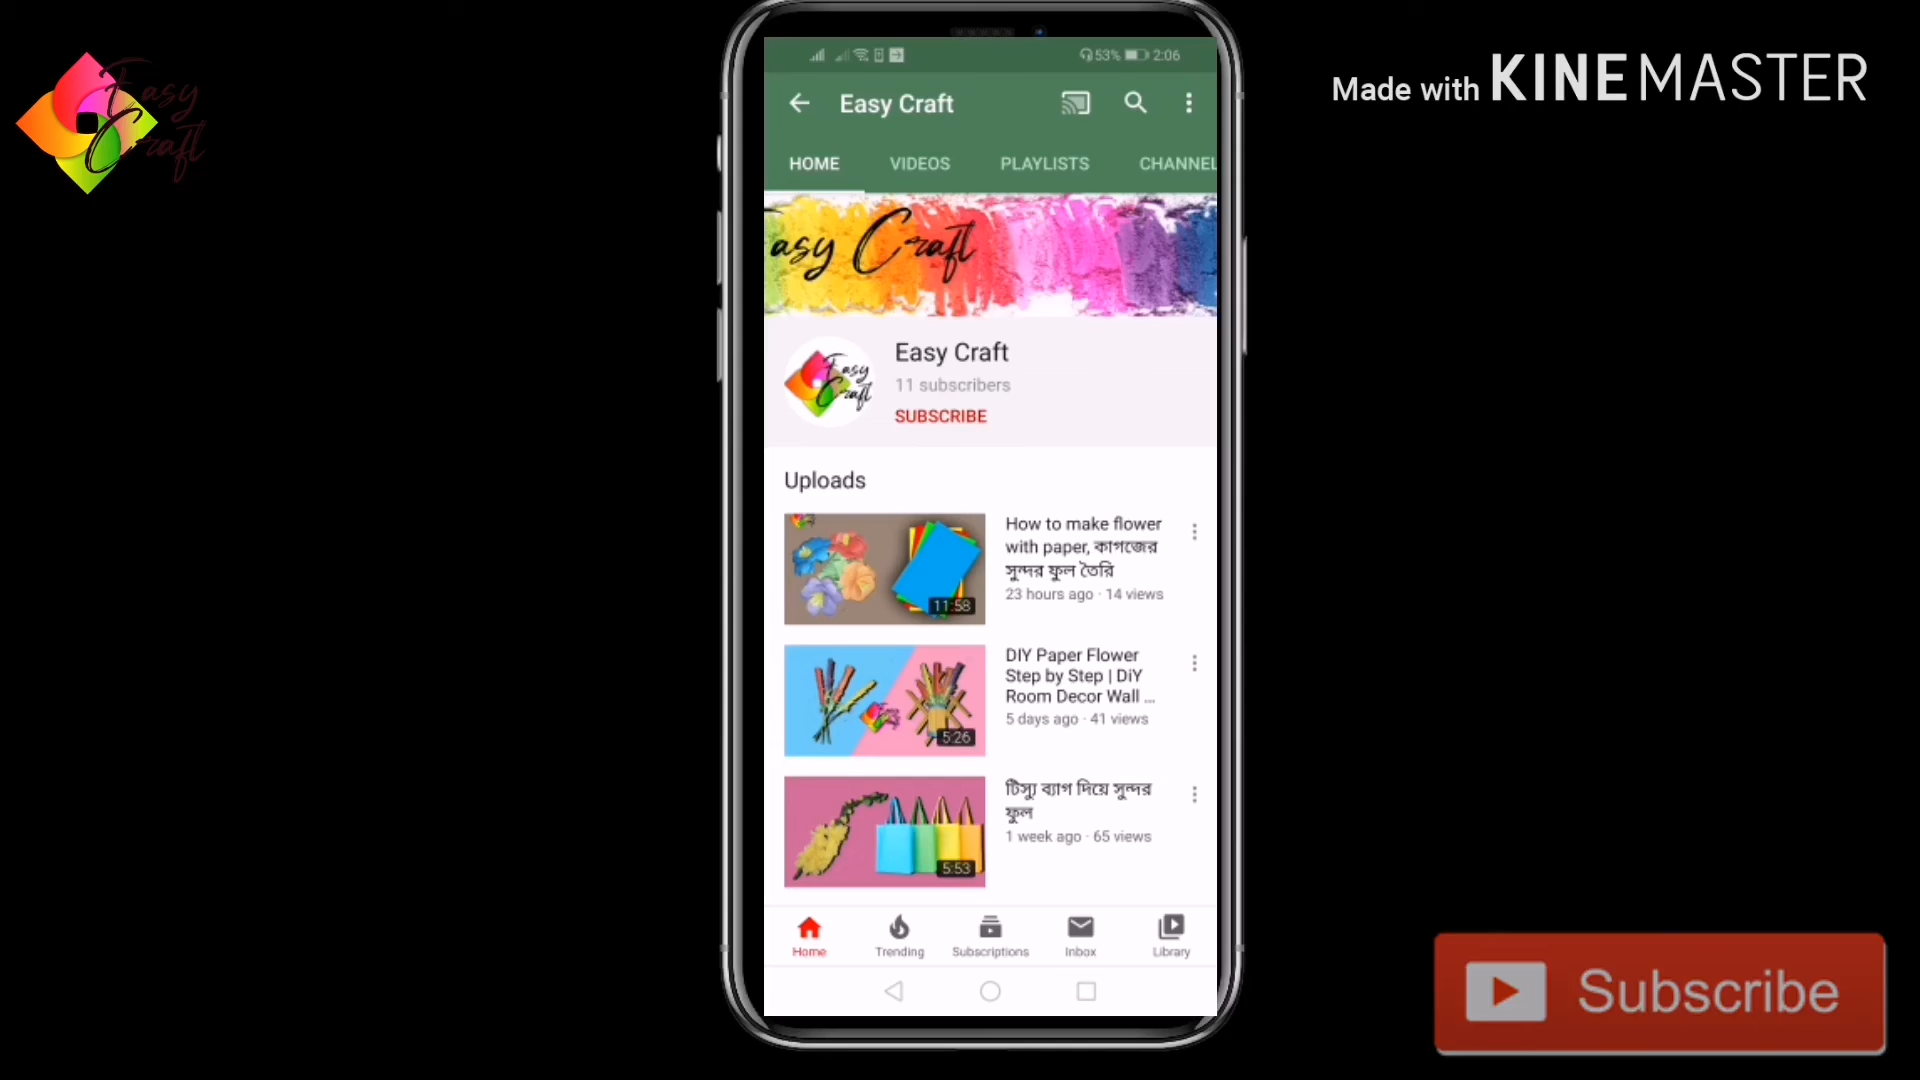 Easy
Craft
Made with KINEMASTER
53% 2:06
Easy Craft
HOME VIDEOS PLAYLISTS CHANNEL
asy Craft
Easy
Craft
Easy Craft
11 subscribers
SUBSCRIBE
Uploads
How to make flower
with paper, কাগজের
সুন্দর ফুল তৈরি
23 hours ago · 14 views
11:58
DIY Paper Flower
Step by Step | DiY
Room Decor Wall ...
5 days ago · 41 views
5:26
টিস্যু ব্যাগ দিয়ে সুন্দর
ফুল
1 week ago · 65 views
5:53
Home Trending Subscriptions Inbox Library
Subscribe